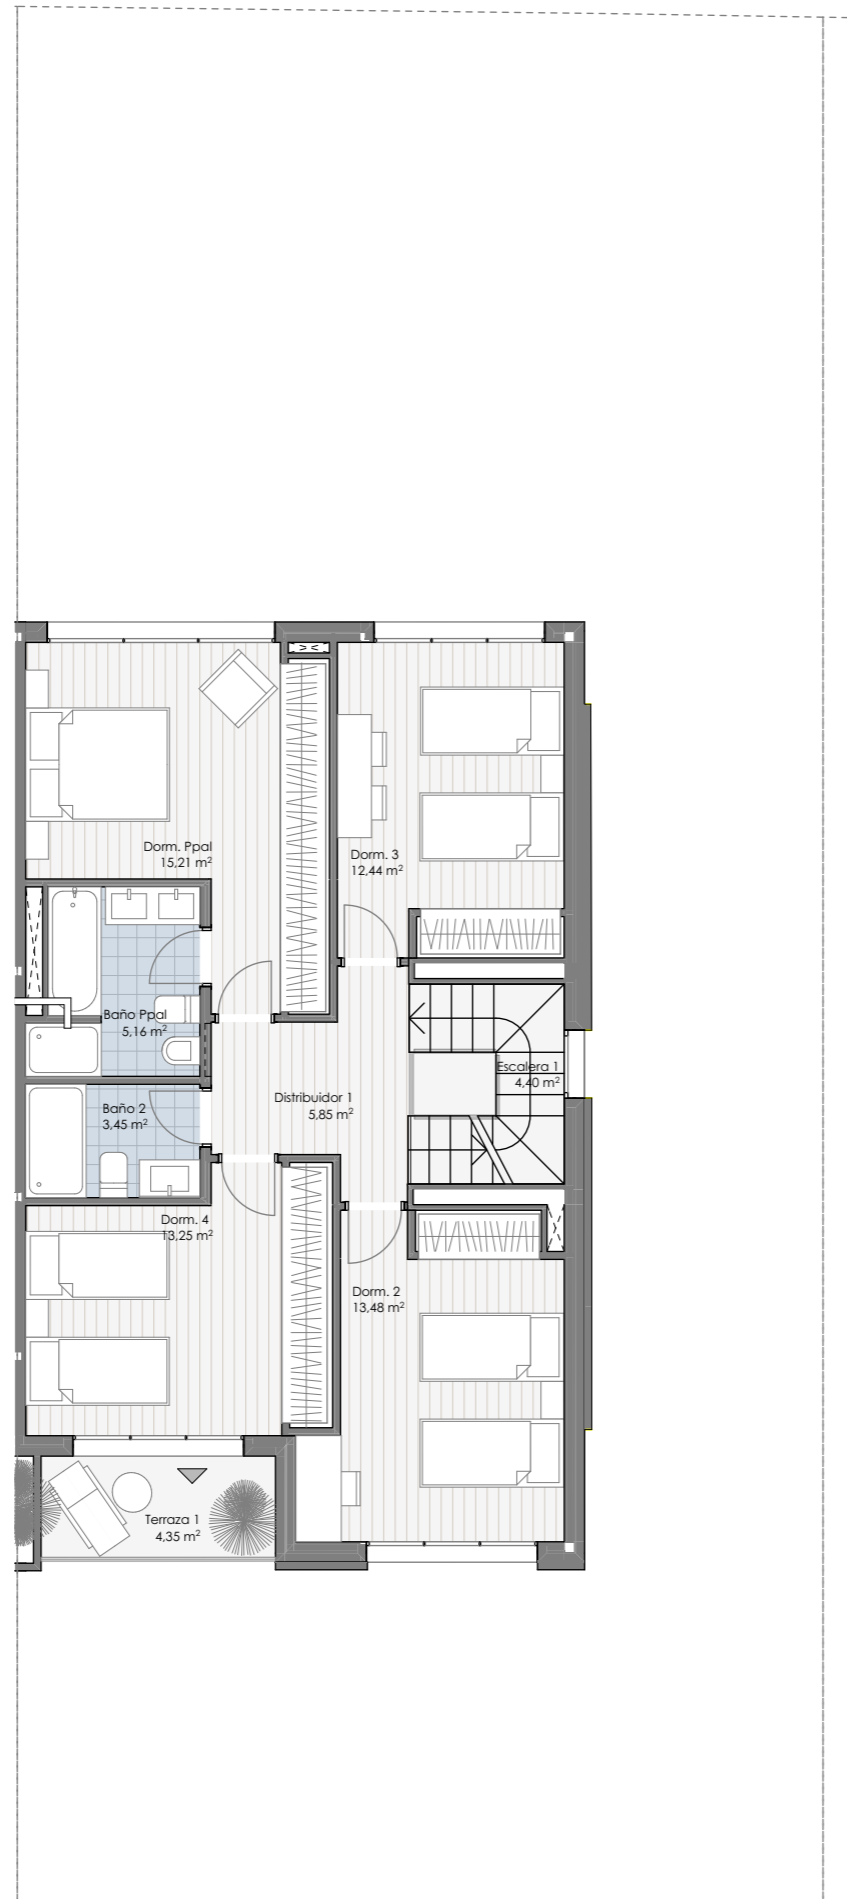 Dorm. Ppal
15,21 m²
Dorm. 3
12,44 m²
Baño Ppal
5,16 m²
Escalera 1
4,40 m²
Distribuidor 1
5,85 m²
Baño 2
3,45 m²
Dorm. 4
13,25 m²
Dorm. 2
13,48 m²
Terraza 1
4,35 m²